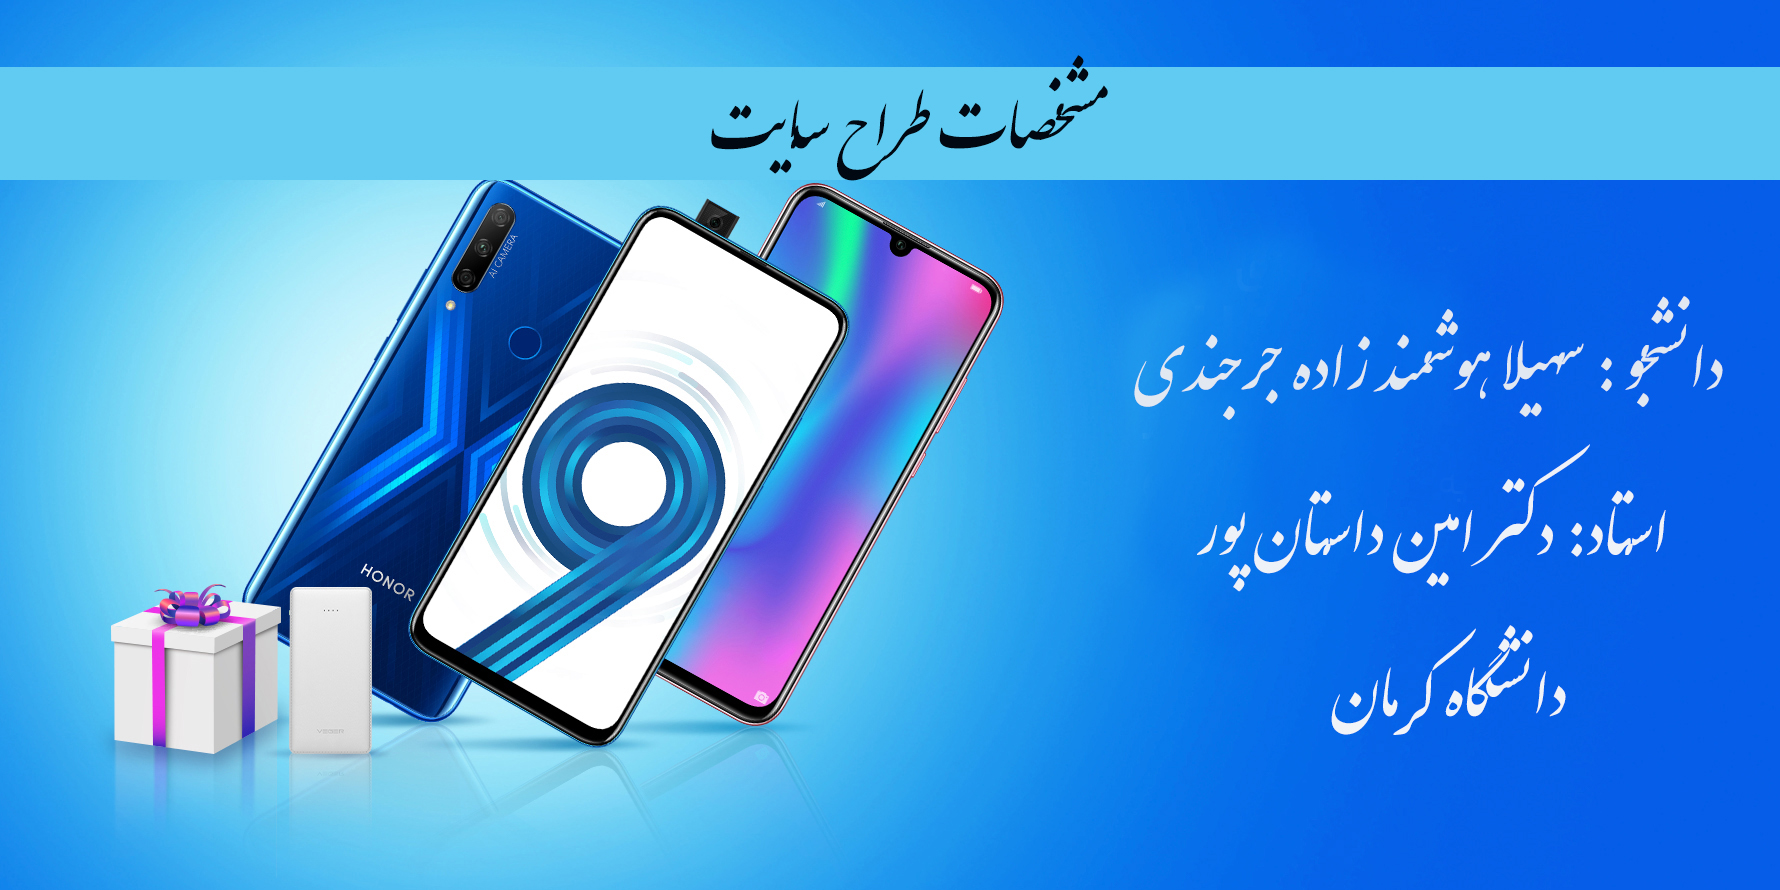 مشخصات طراح سایت
AI CAMERA
دانشجو : سهیلا هوشمند زاده جرجندی
استاد: دکتر امین داستان پور
HONOR
دانشگاه کرمان